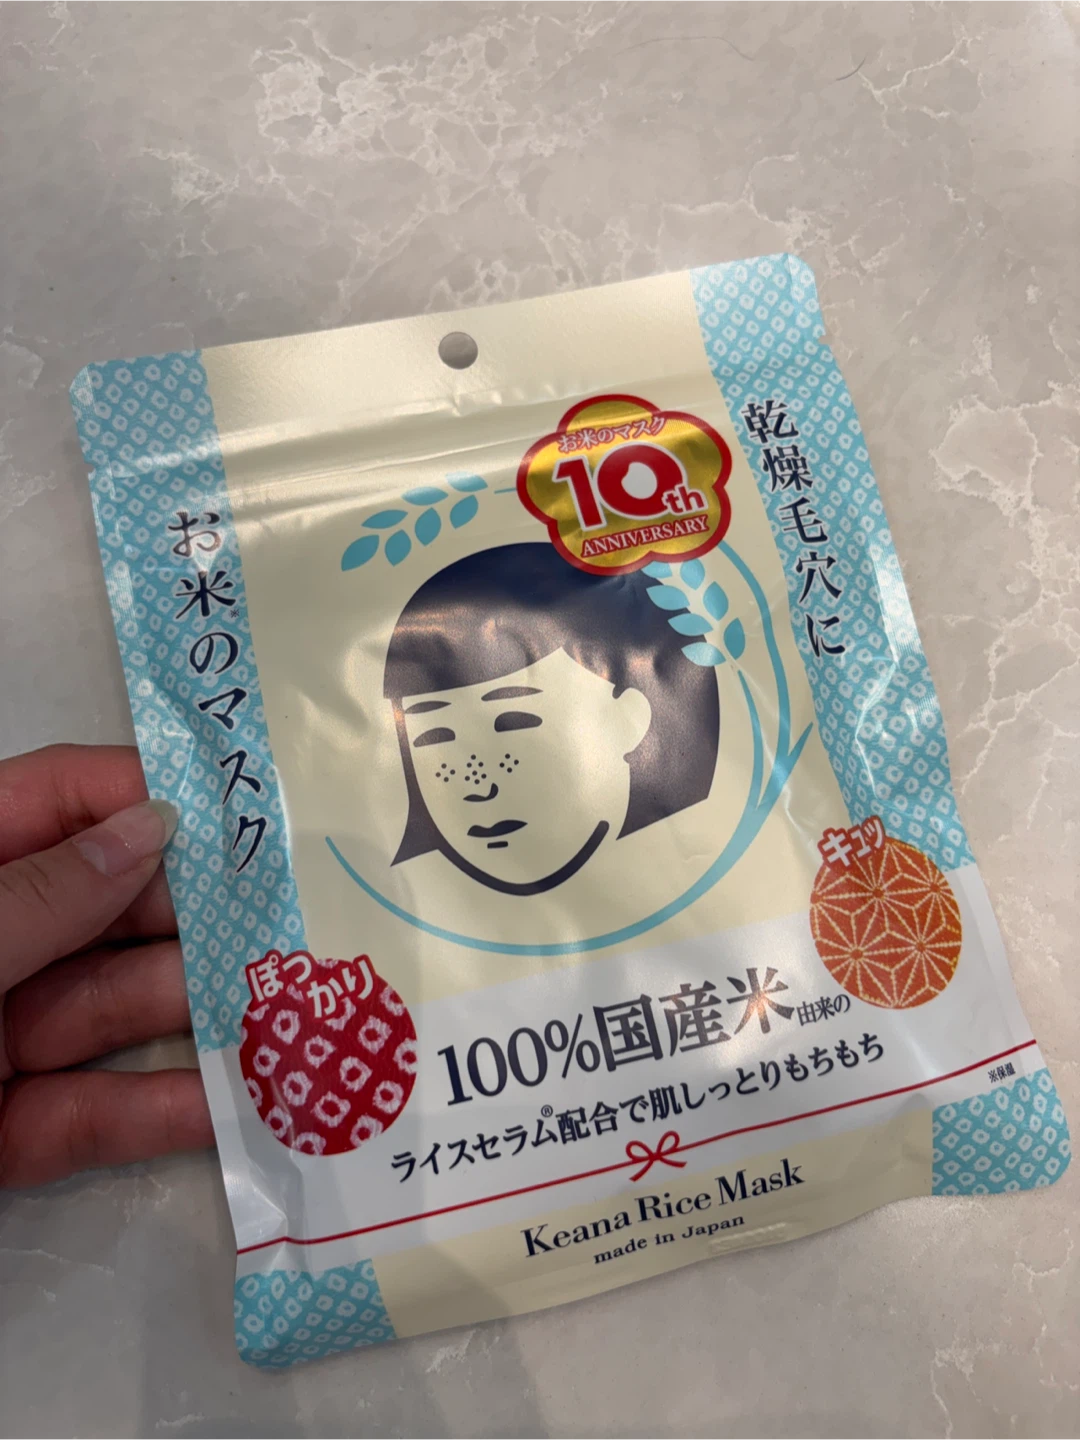 お米のマスク
10th
ANNIVERSARY
乾燥毛穴に
お米※のマスク
キュッ
ぽっかり
100%国産米由来の
ライスセラム®配合で肌しっとりもちもち
※保湿
Keana Rice Mask
made in Japan